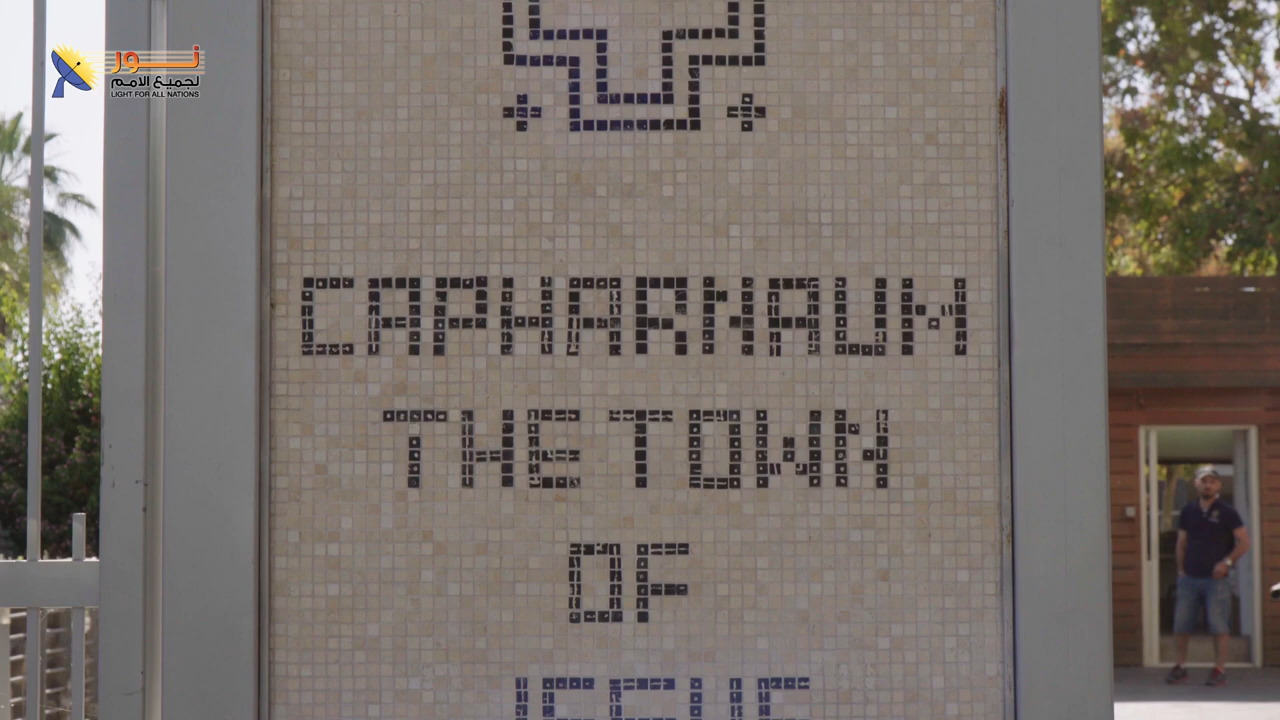 نور
لجميع الامم
LIGHT FOR ALL NATIONS
CAPHARNAUM
THE TOWN
OF